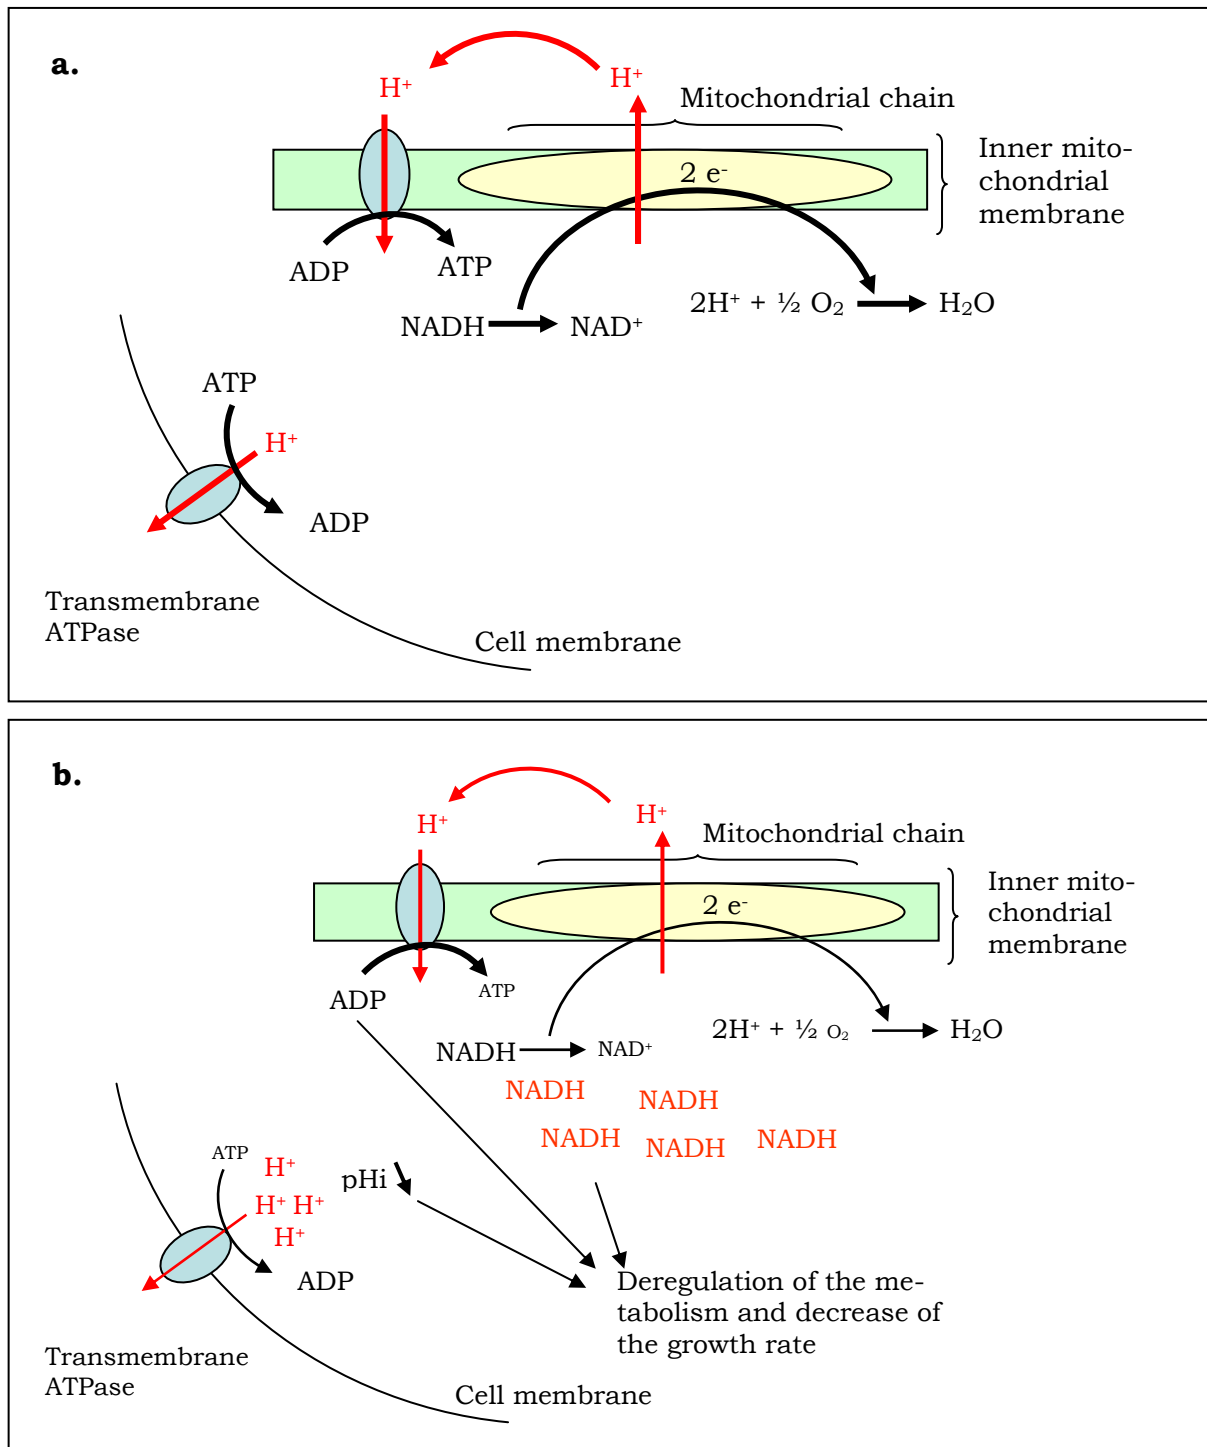 a.
H⁺
H⁺
Mitochondrial chain
2 e⁻
Inner mito-
chondrial
membrane
ADP
ATP
NADH
NAD⁺
2H⁺ + ½ O₂
H₂O
ATP
H⁺
ADP
Transmembrane
ATPase
Cell membrane
b.
H⁺
H⁺
Mitochondrial chain
2 e⁻
Inner mito-
chondrial
membrane
ADP
ATP
NADH
NAD⁺
2H⁺ + ½ O₂
H₂O
NADH
NADH
NADH
NADH
NADH
ATP
H⁺
pHi
H⁺ H⁺
H⁺
ADP
Deregulation of the me-
tabolism and decrease of
the growth rate
Transmembrane
ATPase
Cell membrane